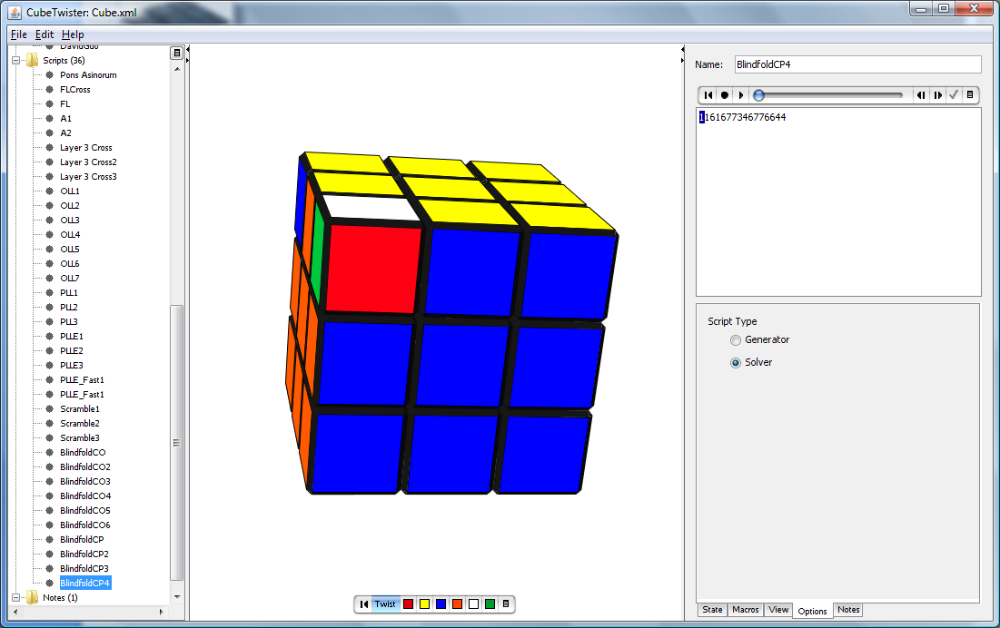 CubeTwister: Cube.xml
File Edit Help
DavidGuo
Scripts (36)
Pons Asinorum
FLCross
FL
A1
A2
Layer 3 Cross
Layer 3 Cross2
Layer 3 Cross3
OLL1
OLL2
OLL3
OLL4
OLL5
OLL6
OLL7
PLL1
PLL2
PLL3
PLLE1
PLLE2
PLLE3
PLLE_Fast1
PLLE_Fast1
Scramble1
Scramble2
Scramble3
BlindfoldCO
BlindfoldCO2
BlindfoldCO3
BlindfoldCO4
BlindfoldCO5
BlindfoldCO6
BlindfoldCP
BlindfoldCP2
BlindfoldCP3
BlindfoldCP4
Notes (1)
Twist
Name: BlindfoldCP4
1161677346776644
Script Type
Generator
Solver
State Macros View Options Notes